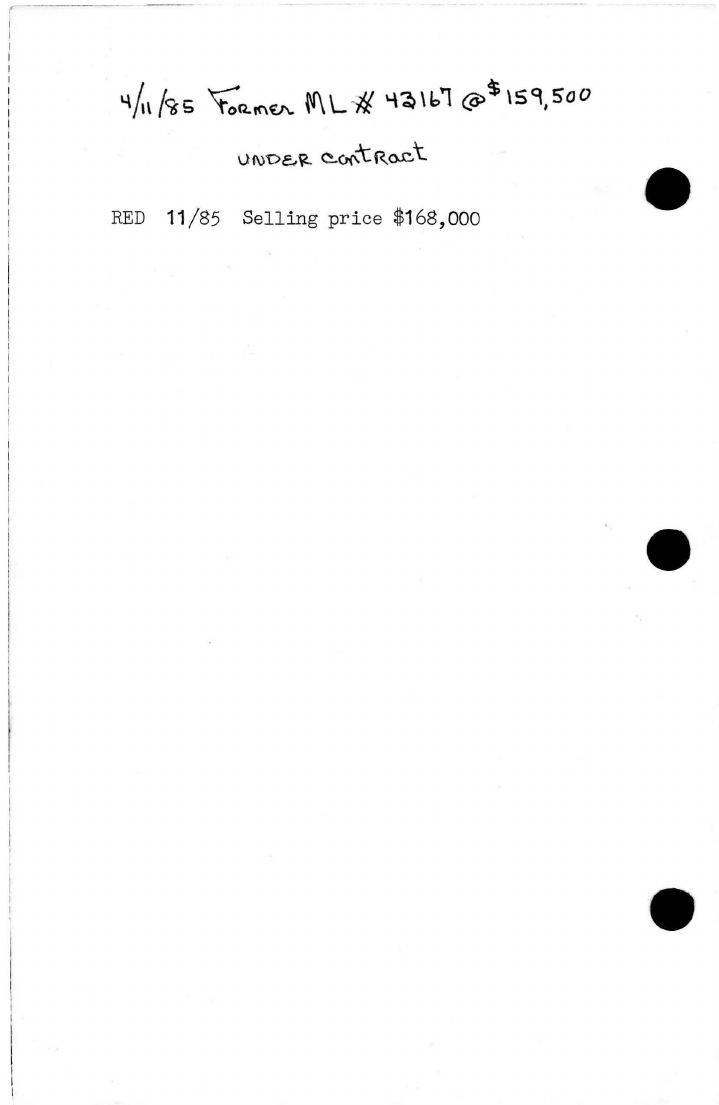 4/11/85 Former ML # 43167 @ $159,500
UNDER contRact
RED 11/85 Selling price $168,000